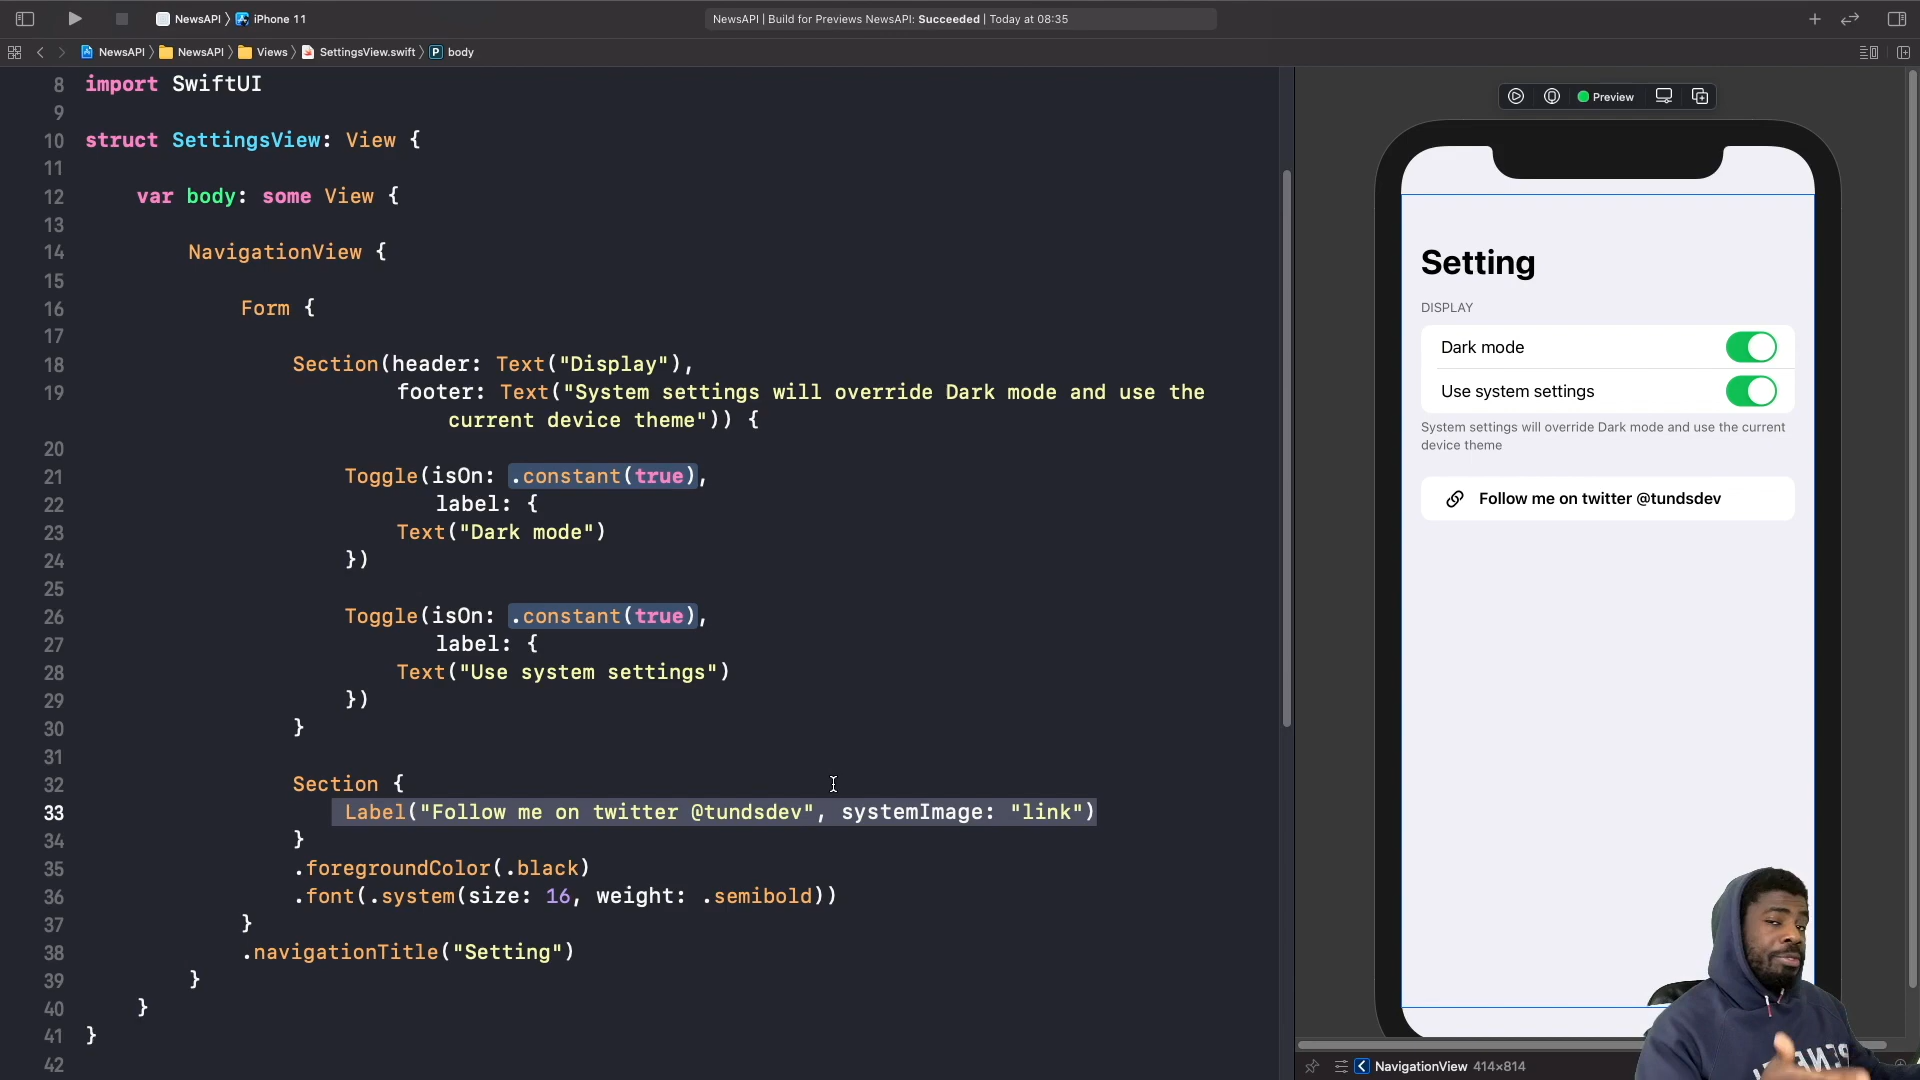 NewsAPI
iPhone 11
NewsAPI | Build for Previews NewsAPI: Succeeded | Today at 08:35
NewsAPI
NewsAPI
Views
SettingsView.swift
P body
8 import SwiftUI
9
10 struct SettingsView: View {
11
12 var body: some View {
13
14 NavigationView {
15
16 Form {
17
18 Section(header: Text("Display"),
19 footer: Text("System settings will override Dark mode and use the
current device theme")) {
20
21 Toggle(isOn: .constant(true),
22 label: {
23 Text("Dark mode")
24 })
25
26 Toggle(isOn: .constant(true),
27 label: {
28 Text("Use system settings")
29 })
30 }
31
32 Section {
33 Label("Follow me on twitter @tundsdev", systemImage: "link")
34 }
35 .foregroundColor(.black)
36 .font(.system(size: 16, weight: .semibold))
37 }
38 .navigationTitle("Setting")
39 }
40 }
41 }
42
Preview
Setting
DISPLAY
Dark mode
Use system settings
System settings will override Dark mode and use the current
device theme
Follow me on twitter @tundsdev
NavigationView 414×814